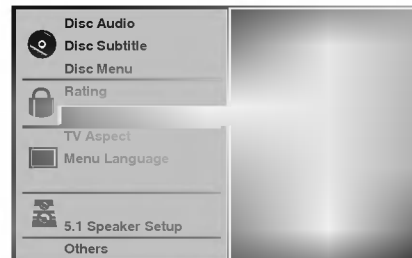 Disc Audio
Disc Subtitle
Disc Menu
Rating
TV Aspect
Menu Language
5.1 Speaker Setup
Others